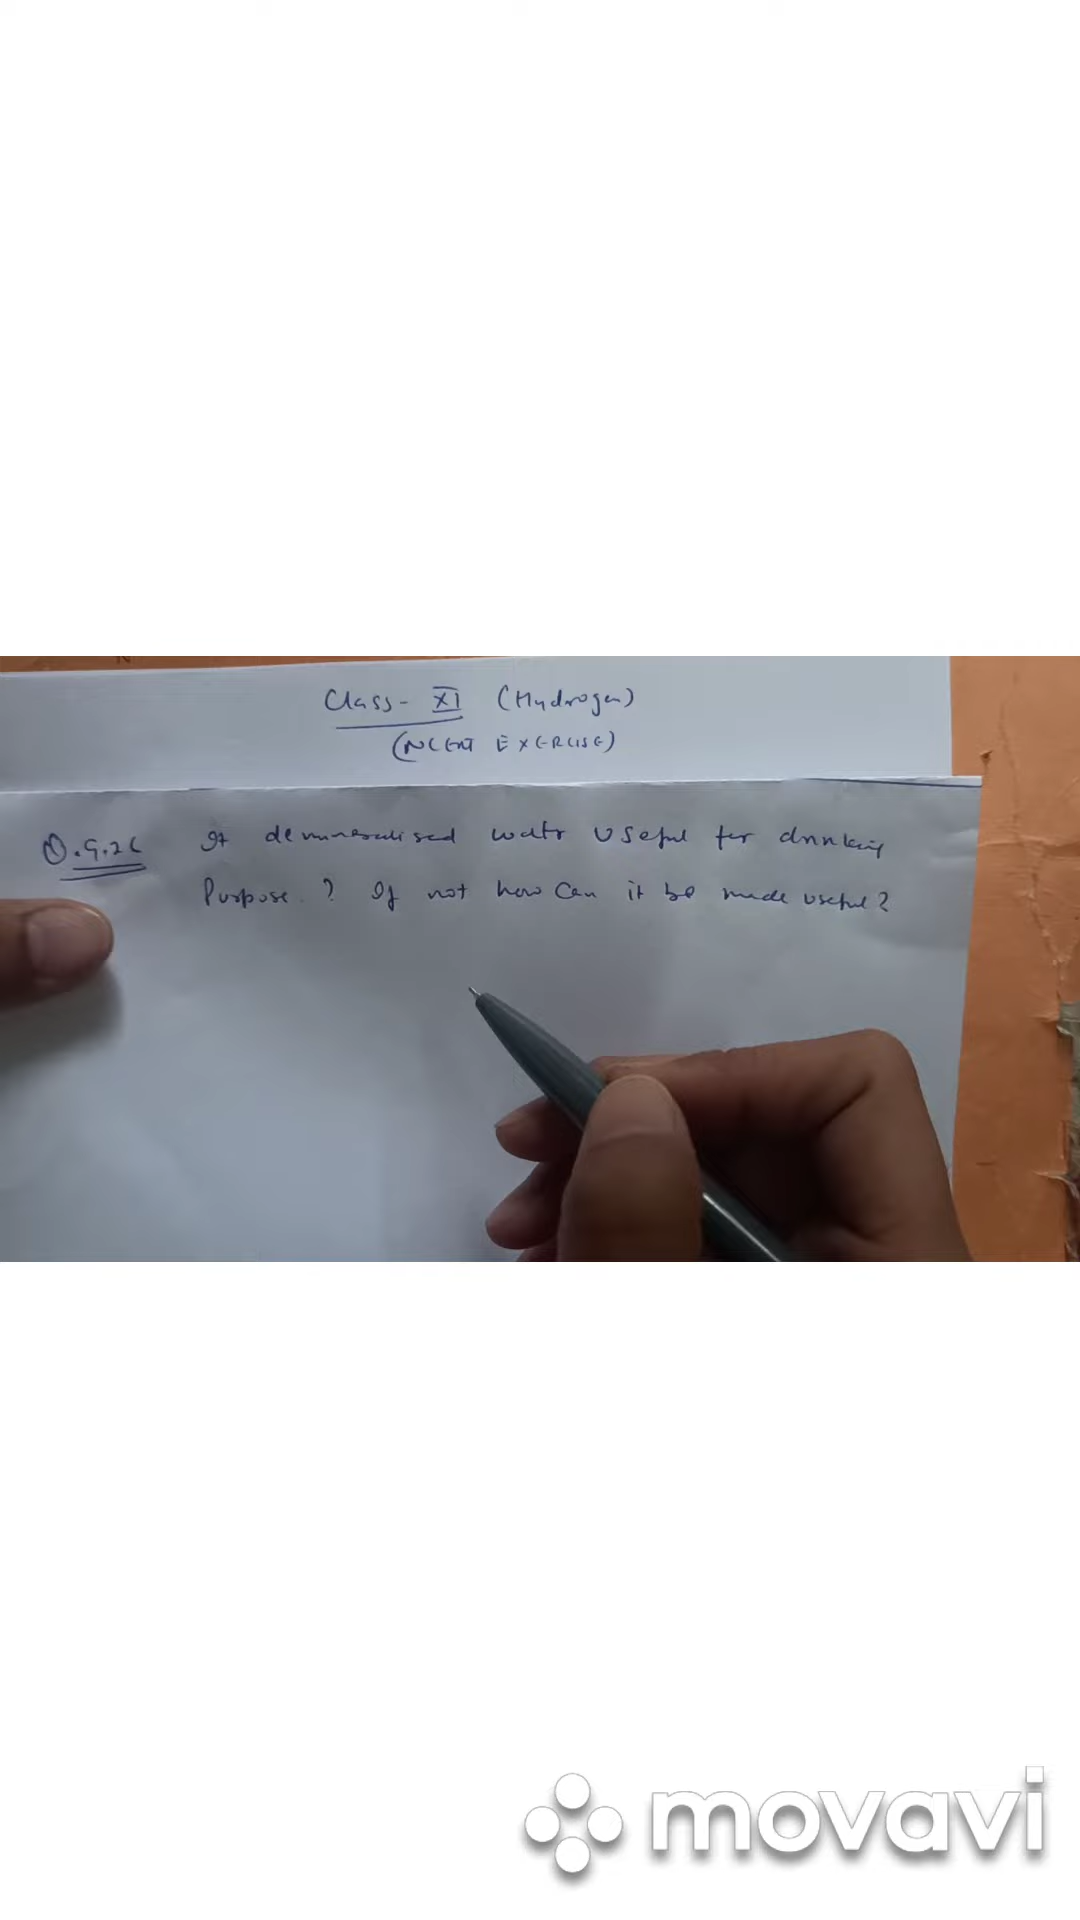 Class- XI (Hydrogen)
(NCERT EXERCISE)
Q.9.26 Is demineralised water useful for drinking
Purpose.? If not how can it be made useful?
movavi